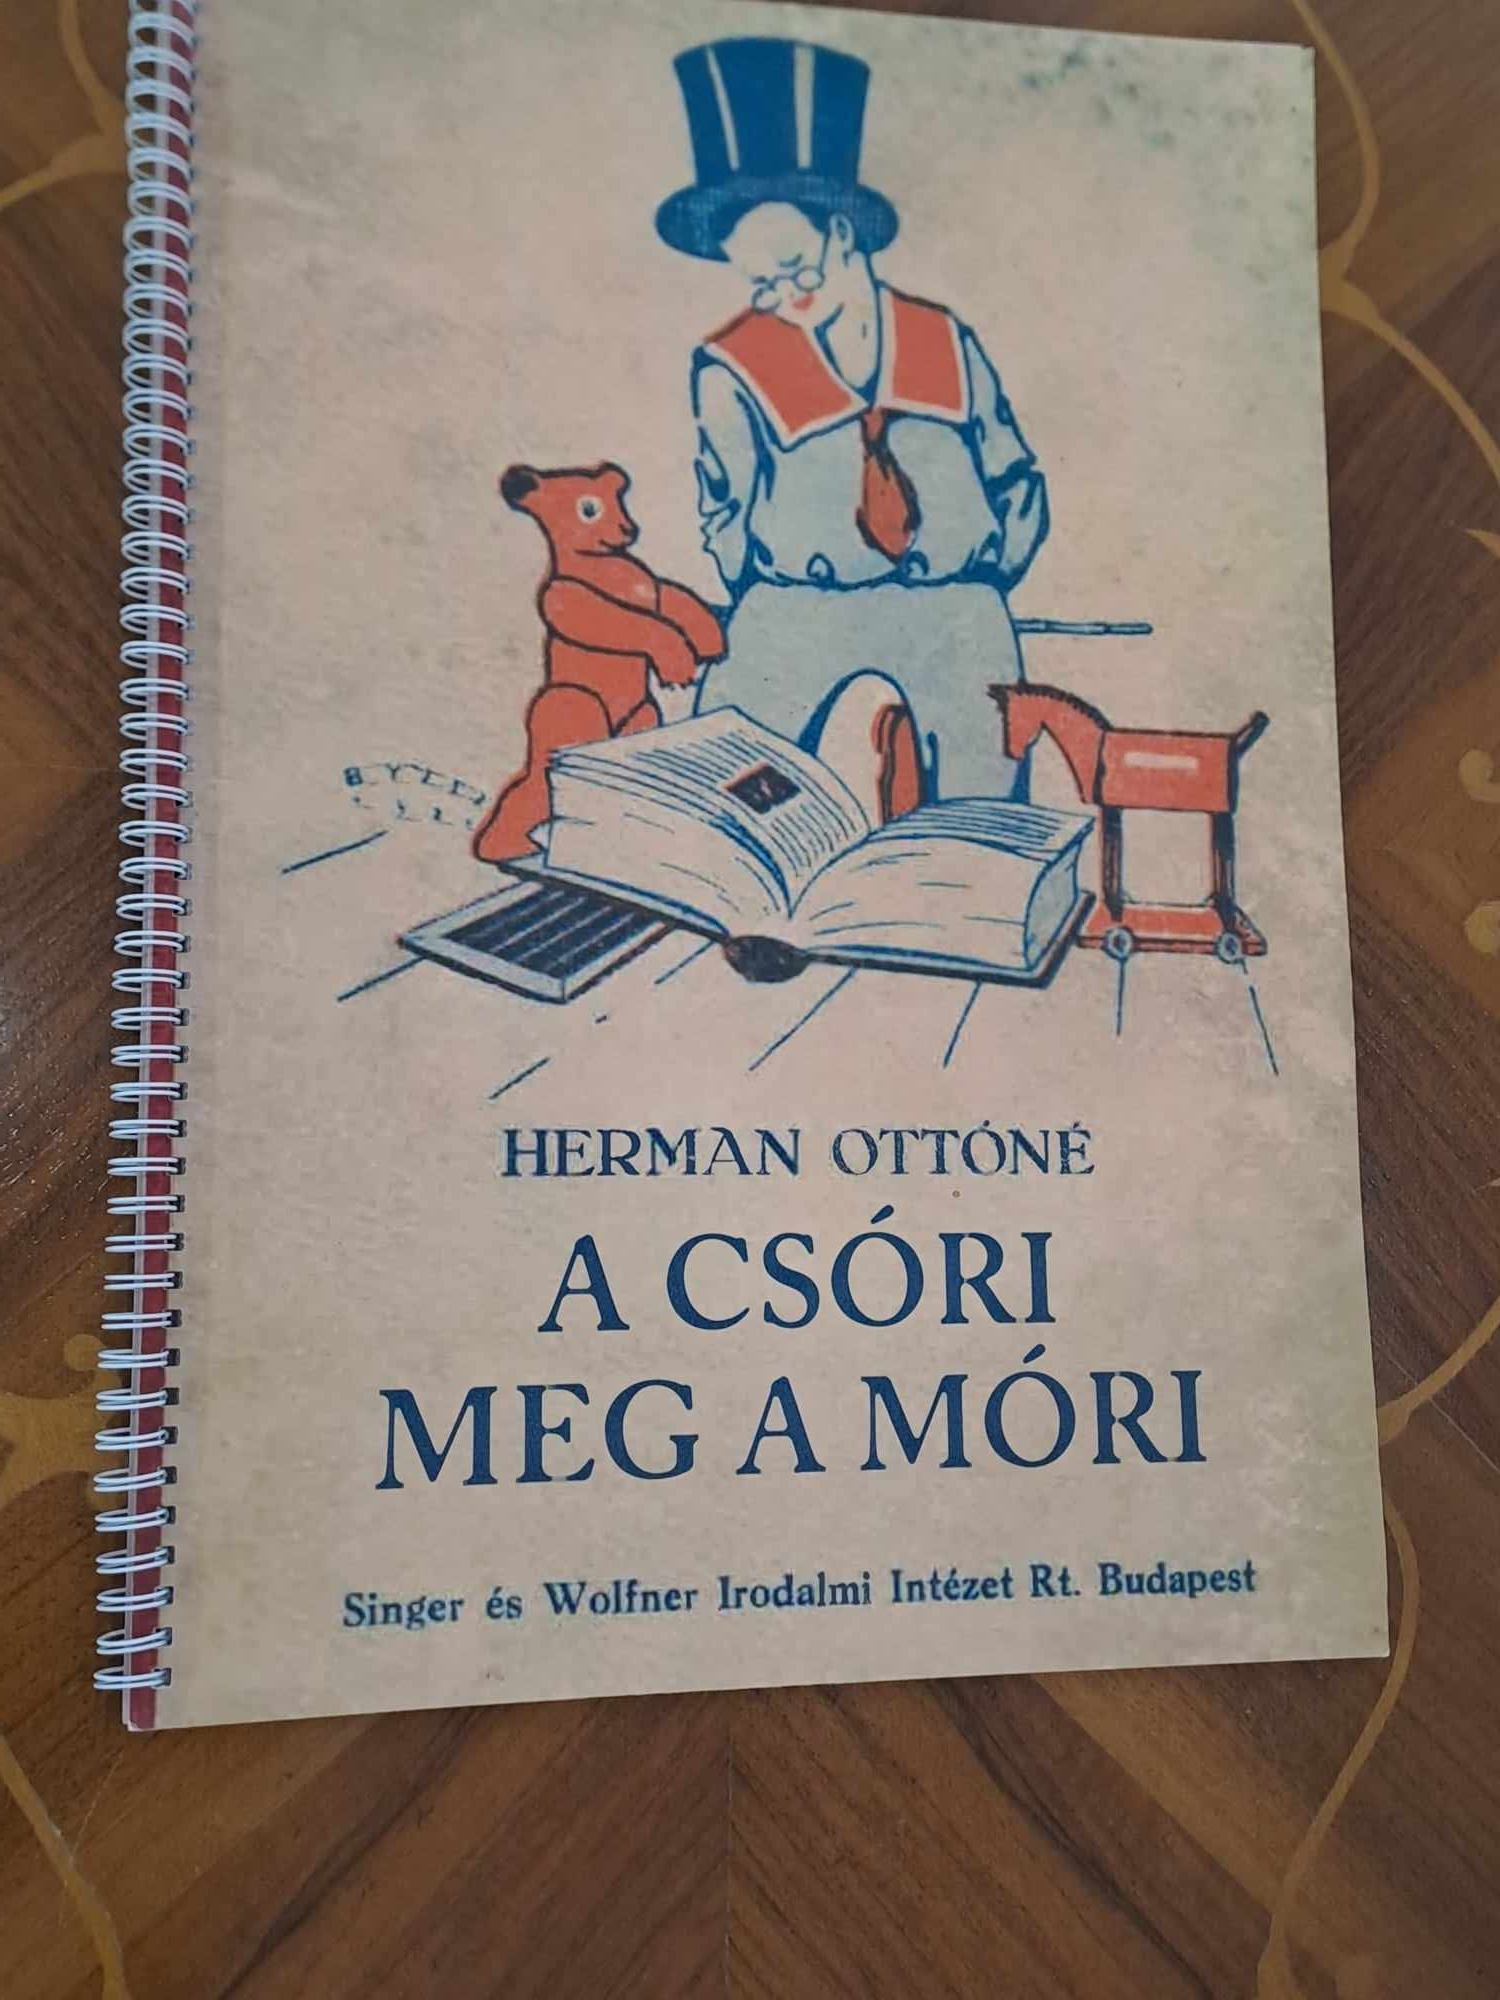 HERMAN OTTÓNÉ
A CSÓRI
MEG A MÓRI
Singer és Wolfner Irodalmi Intézet Rt. Budapest